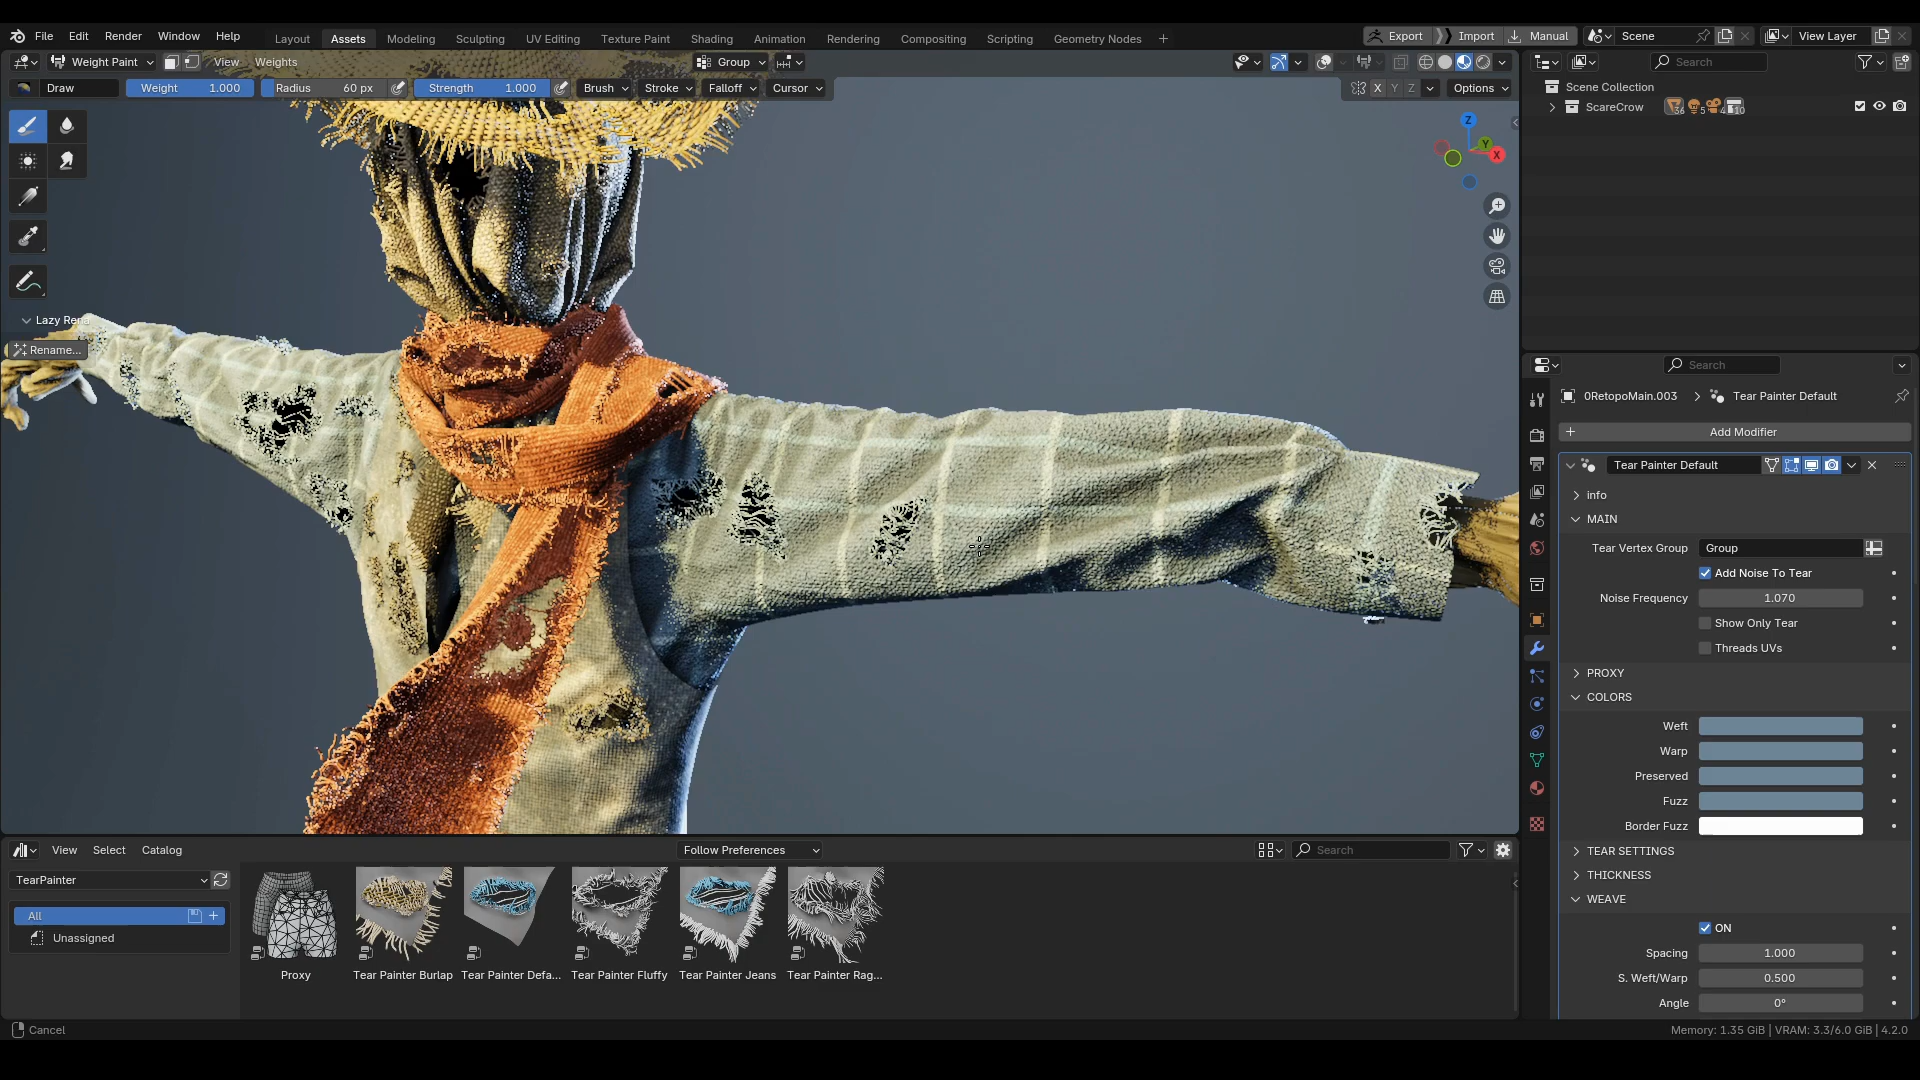 File Edit Render Window Help Layout Assets Modeling Sculpting UV Editing Texture Paint Shading Animation Rendering Compositing Scripting Geometry Nodes + Export Import Manual Scene View Layer
Weight Paint View Weights Group Search
Draw Weight 1.000 Radius 60 px Strength 1.000 Brush Stroke Falloff Cursor X Y Z Options
Scene Collection
ScareCrow 36 5 4 10
Z
Y
X
Lazy Rena
Rename...
Search
0RetopoMain.003 Tear Painter Default
+ Add Modifier
Tear Painter Default
info
MAIN
Tear Vertex Group Group
Add Noise To Tear
Noise Frequency 1.070
Show Only Tear
Threads UVs
PROXY
COLORS
Weft
Warp
Preserved
Fuzz
Border Fuzz
TEAR SETTINGS
THICKNESS
WEAVE
ON
Spacing 1.000
S. Weft/Warp 0.500
Angle 0°
View Select Catalog Follow Preferences Search
TearPainter
All +
Unassigned
Proxy Tear Painter Burlap Tear Painter Defa... Tear Painter Fluffy Tear Painter Jeans Tear Painter Rag...
Cancel Memory: 1.35 GiB | VRAM: 3.3/6.0 GiB | 4.2.0